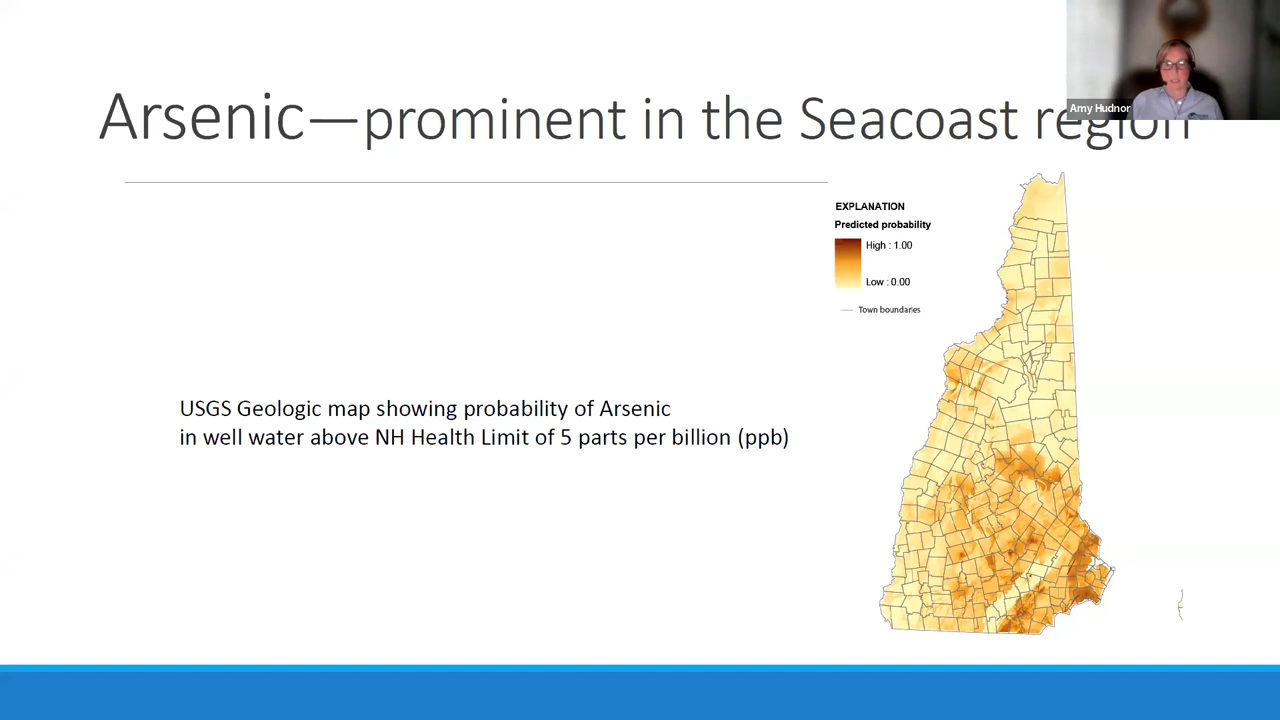 Arsenic—prominent in the Seacoast region
Amy Hudnor
EXPLANATION
Predicted probability
High : 1.00
Low : 0.00
Town boundaries
USGS Geologic map showing probability of Arsenic
in well water above NH Health Limit of 5 parts per billion (ppb)